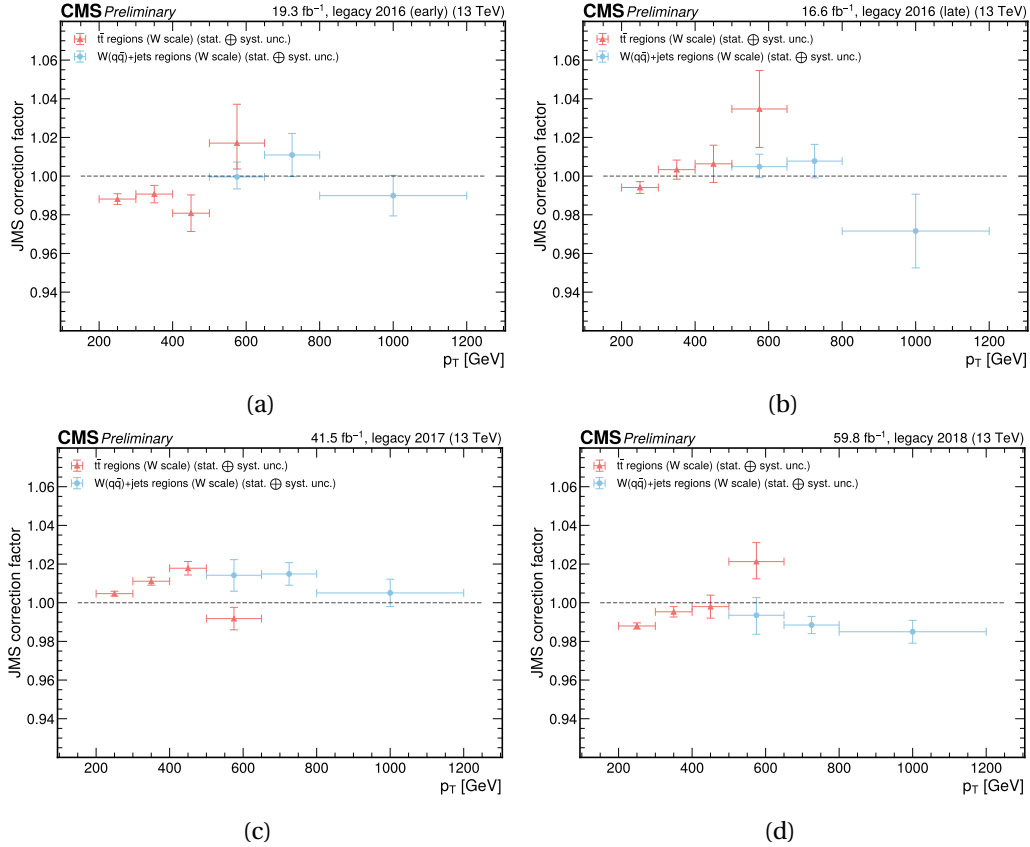 CMS Preliminary 19.3 fb⁻¹, legacy 2016 (early) (13 TeV)
tt̄ regions (W scale) (stat. ⊕ syst. unc.)
W(qq̄)+jets regions (W scale) (stat. ⊕ syst. unc.)
JMS correction factor
1.06
1.04
1.02
1.00
0.98
0.96
0.94
200 400 600 800 1000 1200
p_T [GeV]
(a)
CMS Preliminary 16.6 fb⁻¹, legacy 2016 (late) (13 TeV)
tt̄ regions (W scale) (stat. ⊕ syst. unc.)
W(qq̄)+jets regions (W scale) (stat. ⊕ syst. unc.)
JMS correction factor
1.06
1.04
1.02
1.00
0.98
0.96
0.94
200 400 600 800 1000 1200
p_T [GeV]
(b)
CMS Preliminary 41.5 fb⁻¹, legacy 2017 (13 TeV)
tt̄ regions (W scale) (stat. ⊕ syst. unc.)
W(qq̄)+jets regions (W scale) (stat. ⊕ syst. unc.)
JMS correction factor
1.06
1.04
1.02
1.00
0.98
0.96
0.94
200 400 600 800 1000 1200
p_T [GeV]
(c)
CMS Preliminary 59.8 fb⁻¹, legacy 2018 (13 TeV)
tt̄ regions (W scale) (stat. ⊕ syst. unc.)
W(qq̄)+jets regions (W scale) (stat. ⊕ syst. unc.)
JMS correction factor
1.06
1.04
1.02
1.00
0.98
0.96
0.94
200 400 600 800 1000 1200
p_T [GeV]
(d)